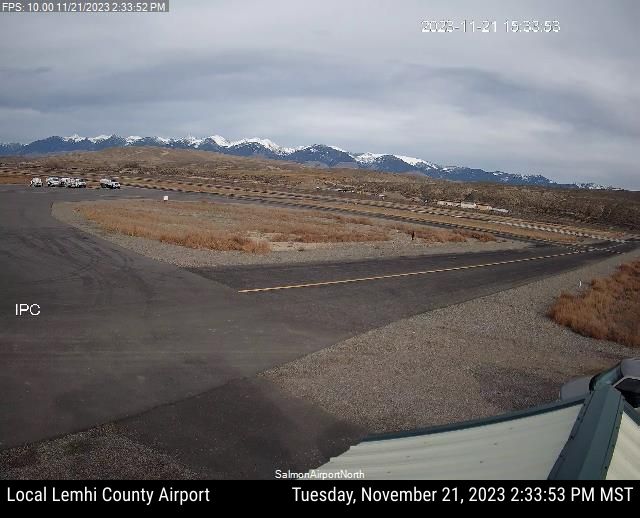 FPS: 10.00 11/21/2023 2:33:52 PM
2023-11-21 15:33:53
IPC
SalmonAirportNorth
Local Lemhi County Airport
Tuesday, November 21, 2023 2:33:53 PM MST